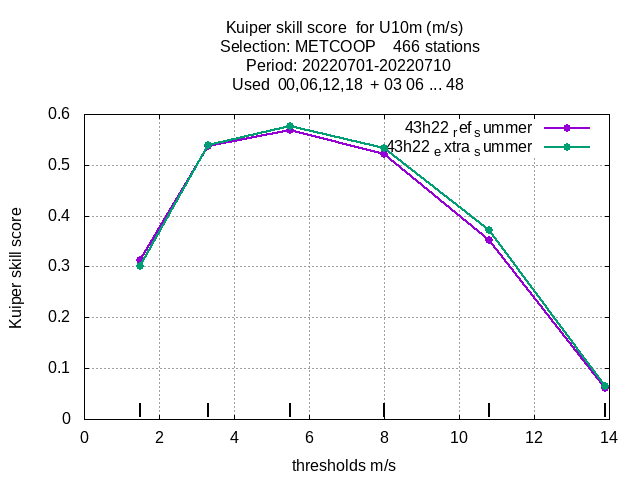 Kuiper skill score for U10m (m/s)
Selection: METCOOP 466 stations
Period: 20220701-20220710
Used 00,06,12,18 + 03 06 ... 48
43h22 ref summer
43h22 extra summer
0.6
0.5
0.4
0.3
0.2
0.1
0
Kuiper skill score
0 2 4 6 8 10 12 14
thresholds m/s